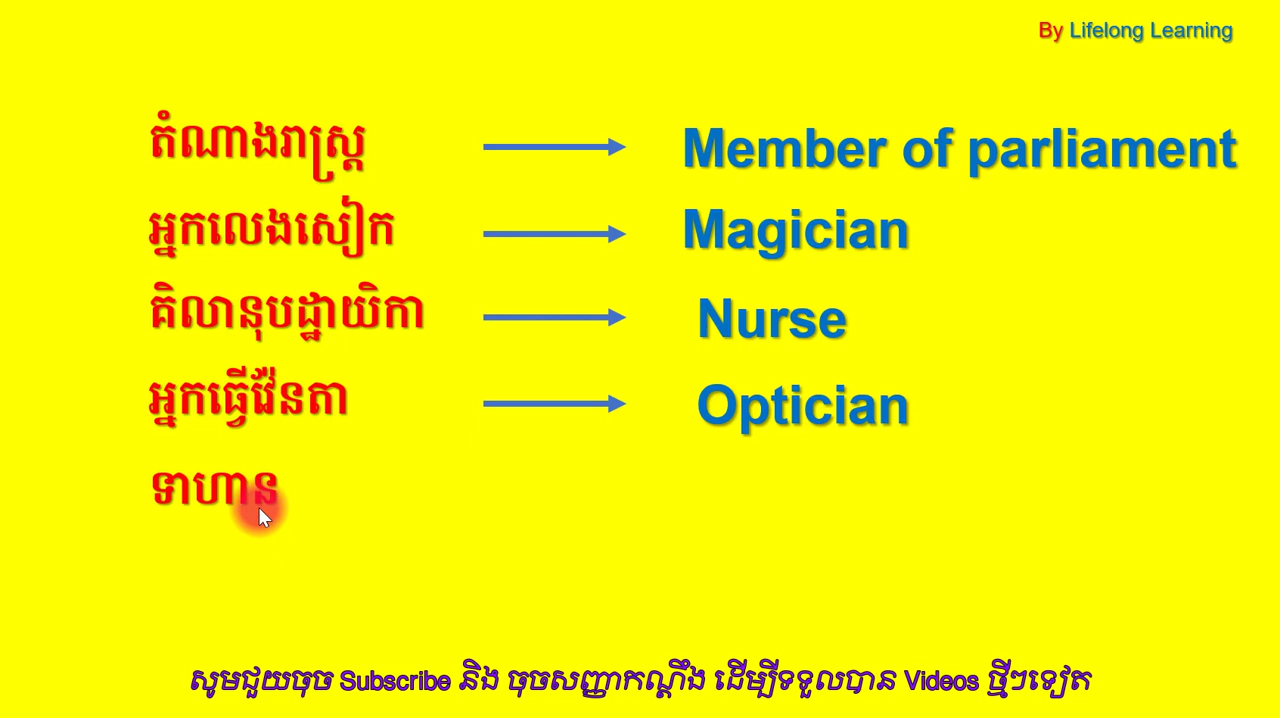 By Lifelong Learning
តំណាងរាស្ត្រ Member of parliament
អ្នកលេងសៀក Magician
គិលានុបដ្ឋាយិកា Nurse
អ្នកធ្វើវ៉ែនតា Optician
ទាហាន
សូមជួយចុច Subscribe និង ចុចសញ្ញាកណ្ដឹង ដើម្បីទទួលបាន Videos ថ្មីៗទៀត